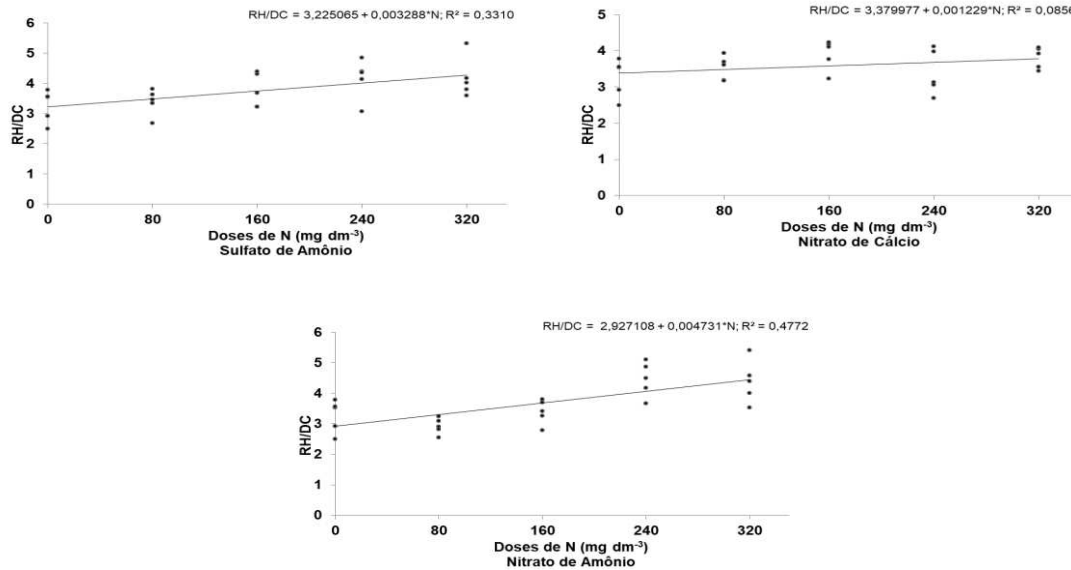 RH/DC = 3,225065 + 0,003288*N; R² = 0,3310
6
5
4
3
2
1
0
RH/DC
0 80 160 240 320
Doses de N (mg dm⁻³)
Sulfato de Amônio
RH/DC = 3,379977 + 0,001229*N; R² = 0,0856
5
4
3
2
1
0
RH/DC
0 80 160 240 320
Doses de N (mg dm⁻³)
Nitrato de Cálcio
RH/DC = 2,927108 + 0,004731*N; R² = 0,4772
6
5
4
3
2
1
0
RH/DC
0 80 160 240 320
Doses de N (mg dm⁻³)
Nitrato de Amônio